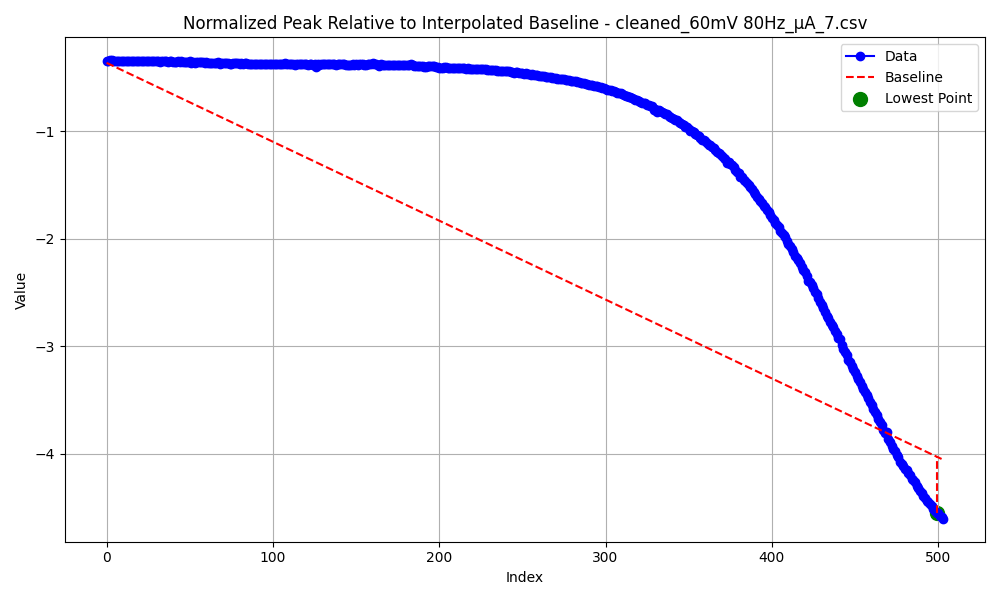 Normalized Peak Relative to Interpolated Baseline - cleaned_60mV 80Hz_µA_7.csv
Data
Baseline
Lowest Point
−1
−2
−3
−4
Value
0
100
200
300
400
500
Index